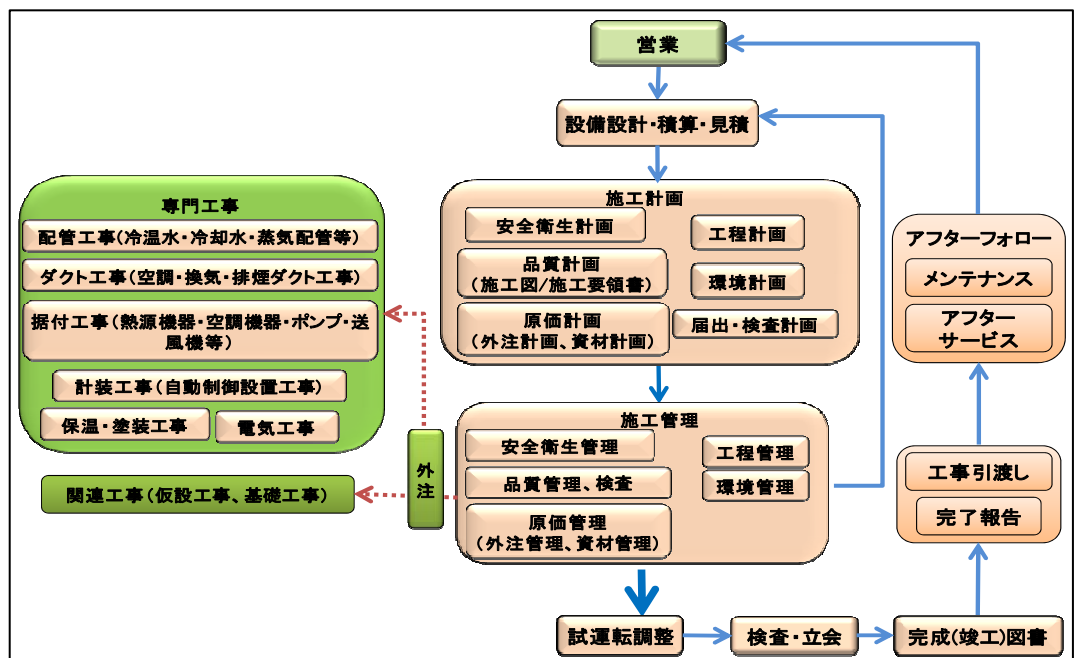 営業
設備設計・積算・見積
施工計画
安全衛生計画
工程計画
品質計画
(施工図/施工要領書)
環境計画
原価計画
(外注計画、資材計画)
届出・検査計画
専門工事
配管工事(冷温水・冷却水・蒸気配管等)
ダクト工事(空調・換気・排煙ダクト工事)
据付工事(熱源機器・空調機器・ポンプ・送
風機等)
計装工事(自動制御設置工事)
保温・塗装工事
電気工事
関連工事(仮設工事、基礎工事)
外注
施工管理
安全衛生管理
工程管理
品質管理、検査
環境管理
原価管理
(外注管理、資材管理)
試運転調整
検査・立会
完成(竣工)図書
工事引渡し
完了報告
アフターフォロー
メンテナンス
アフター
サービス